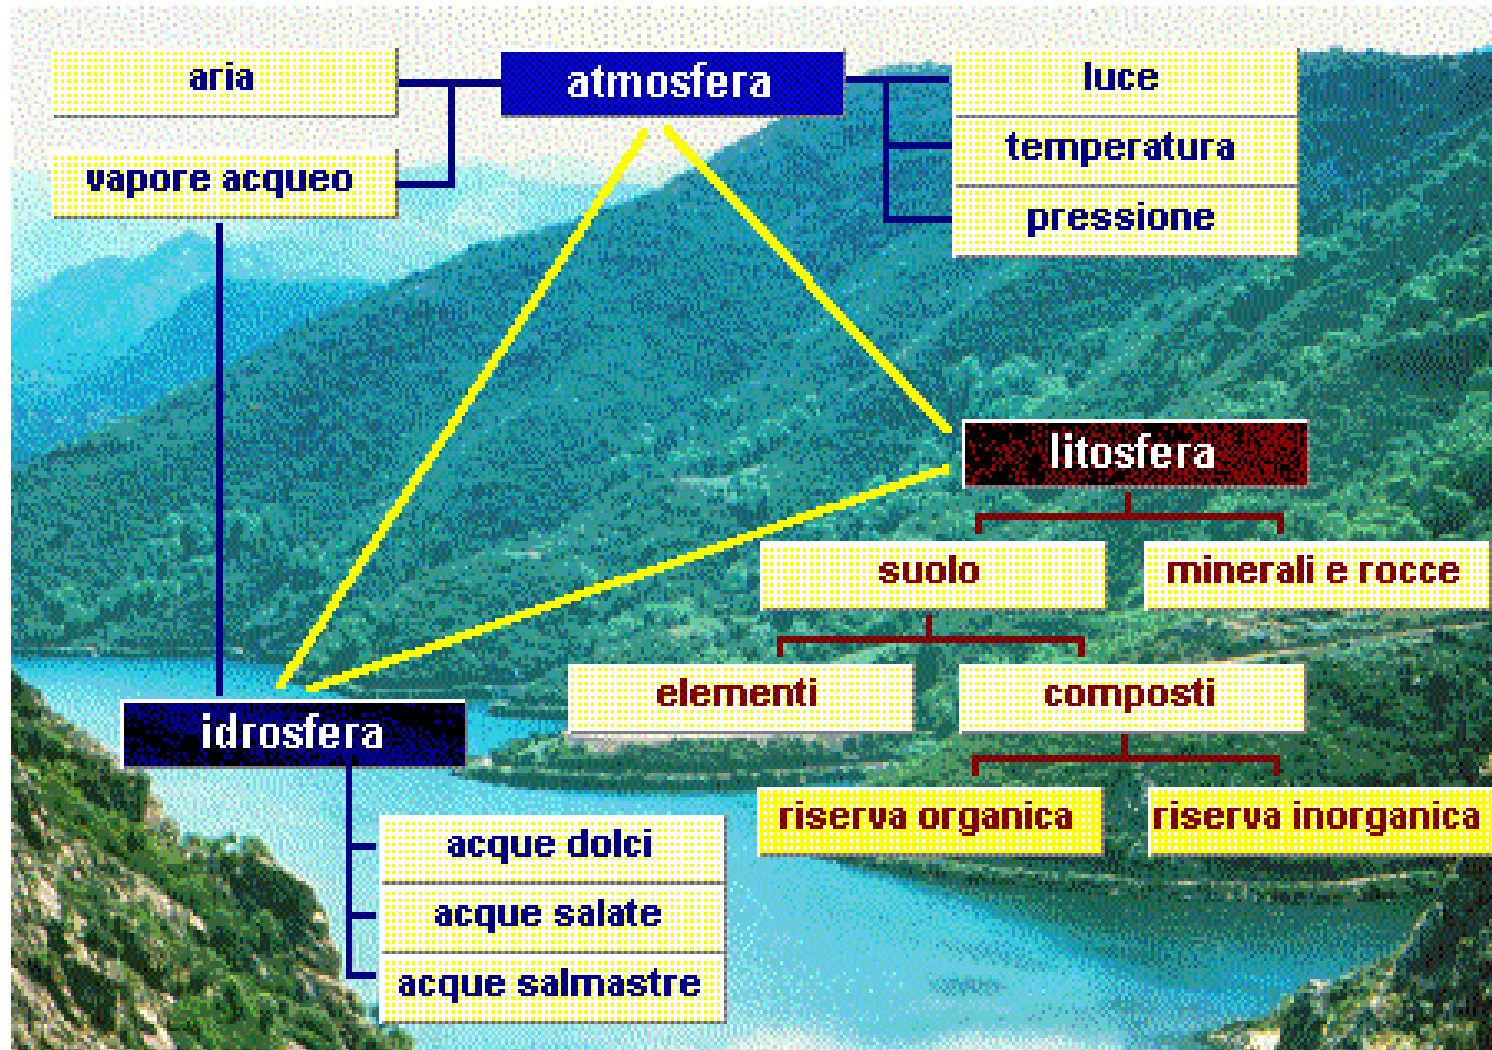 aria
atmosfera
luce
temperatura
vapore acqueo
pressione
litosfera
suolo
minerali e rocce
elementi
composti
idrosfera
riserva organica
riserva inorganica
acque dolci
acque salate
acque salmastre